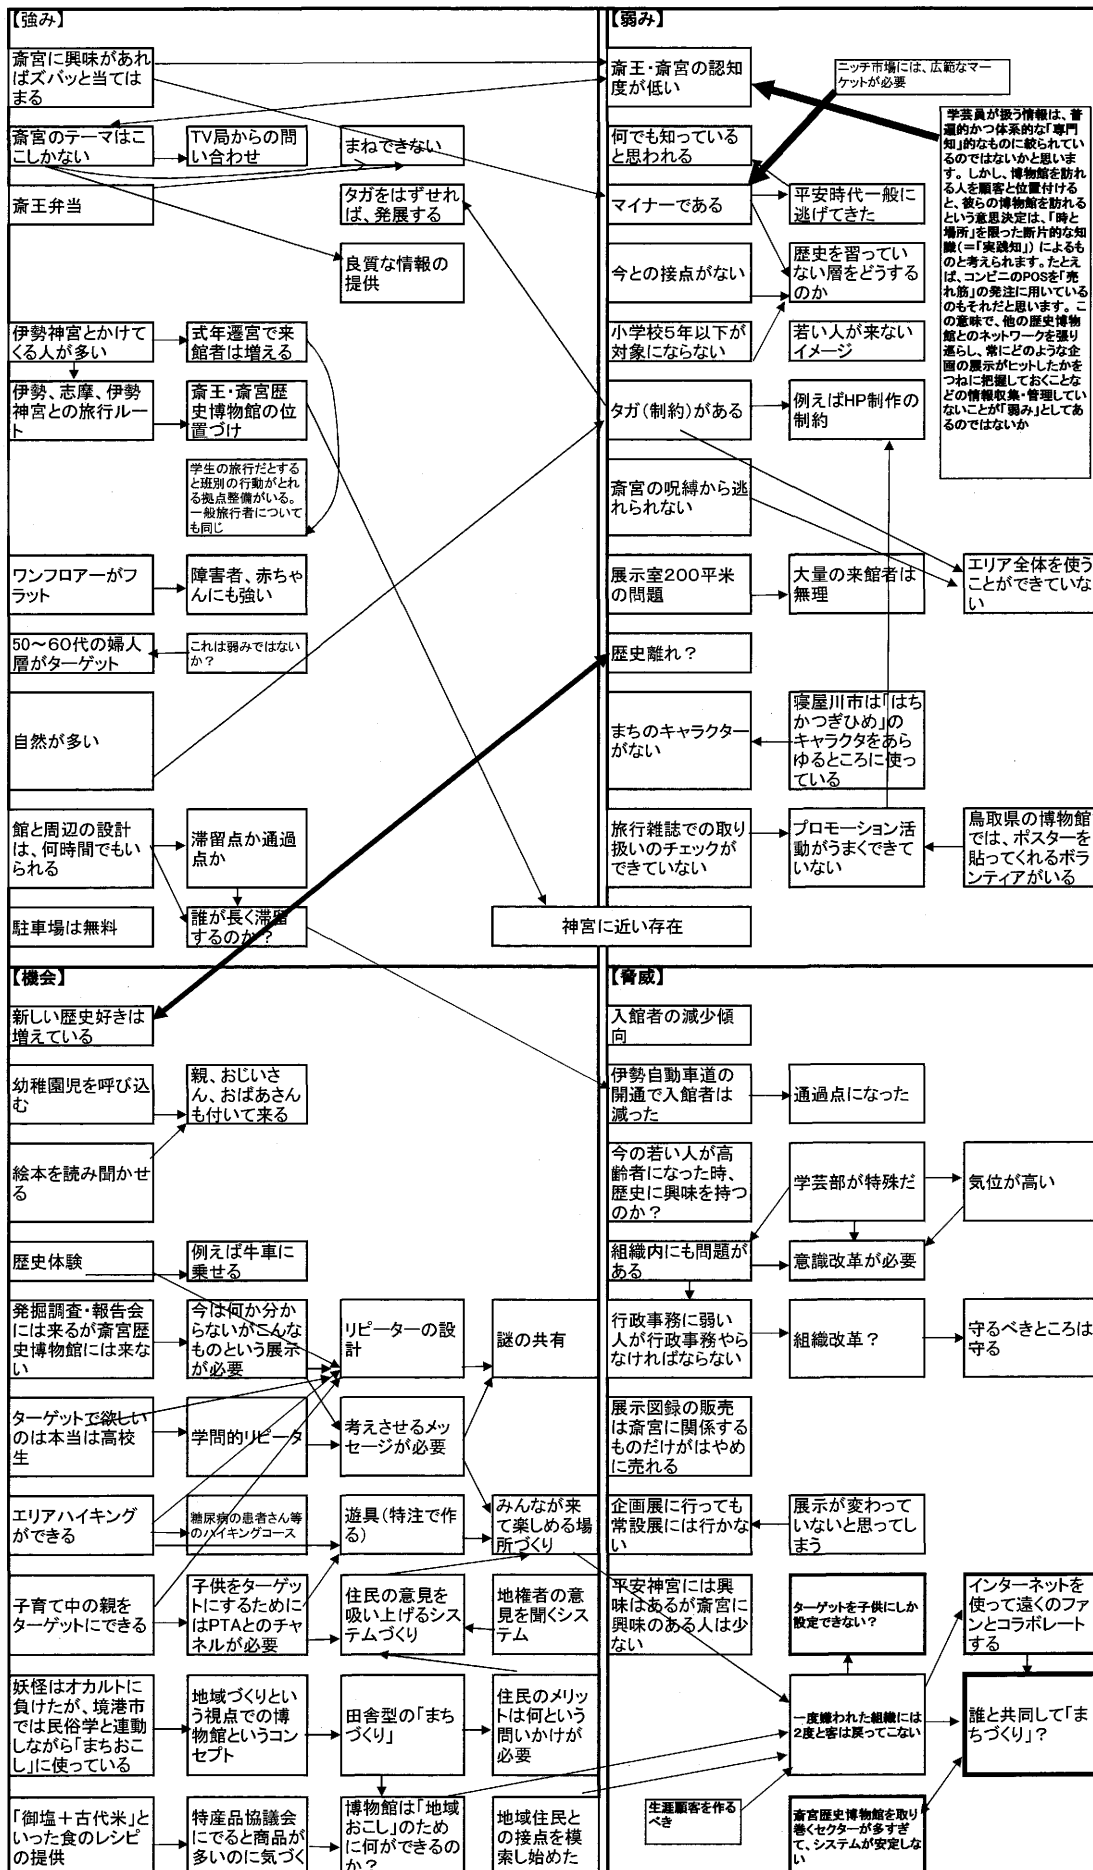 【強み】
斎宮に興味があれ
ばズバッと当ては
まる
斎宮のテーマはこ
こしかない
TV局からの問
い合わせ
まねできない
斎王弁当
タガをはずせれ
ば、発展する
良質な情報の
提供
伊勢神宮とかけて
くる人が多い
式年遷宮で来
館者は増える
伊勢、志摩、伊勢
神宮との旅行ルー
ト
斎王・斎宮歴
史博物館の位
置づけ
学生の旅行だとする
と班別の行動がとれ
る拠点整備がいる。
一般旅行者について
も同じ
ワンフロアーがフ
ラット
障害者、赤ちゃ
んにも強い
50～60代の婦人
層がターゲット
これは弱みではない
か？
自然が多い
館と周辺の設計
は、何時間でもい
られる
滞留点か通過
点か
駐車場は無料
誰が長く滞留
するのか？
神宮に近い存在
【弱み】
斎王・斎宮の認知
度が低い
ニッチ市場には、広範なマー
ケットが必要
何でも知っている
と思われる
マイナーである
平安時代一般に
逃げてきた
今との接点がない
歴史を習ってい
ない層をどうする
のか
小学校5年以下が
対象にならない
若い人が来ない
イメージ
タガ（制約）がある
例えばHP制作の
制約
斎宮の呪縛から逃
れられない
展示室200平米
の問題
大量の来館者は
無理
エリア全体を使う
ことができていな
い
歴史離れ？
まちのキャラクター
がない
寝屋川市は「はち
かつぎひめ」の
キャラクタをあら
ゆるところに使っ
ている
旅行雑誌での取り
扱いのチェックが
できていない
プロモーション活
動がうまくできて
いない
鳥取県の博物館
では、ポスターを
貼ってくれるボラ
ンティアがいる
学芸員が扱う情報は、普
遍的かつ体系的な「専門
知」的なものに絞られてい
るのではないかと思いま
す。しかし、博物館を訪れ
る人を顧客と位置付ける
と、彼らの博物館を訪れる
という意思決定は、「時と
場所」を限った断片的な知
識（=「実践知」）によるも
のと考えられます。たとえ
ば、コンビニのPOSを「売
れ筋」の発注に用いている
のもそれだと思います。こ
の意味で、他の歴史博物
館とのネットワークを張り
巡らし、常にどのような企
画の展示がヒットしたかを
つねに把握しておくことな
どの情報収集・管理してい
ないことが「弱み」としてあ
るのではないか
【機会】
新しい歴史好きは
増えている
幼稚園児を呼び込
む
親、おじいさ
ん、おばあさん
も付いて来る
絵本を読み聞かせ
る
歴史体験
例えば牛車に
乗せる
発掘調査・報告会
には来るが斎宮歴
史博物館には来な
い
今は何か分か
らないがこんな
ものという展示
が必要
リピーターの設
計
謎の共有
ターゲットで欲しい
のは本当は高校
生
学問的リピータ
考えさせるメッ
セージが必要
エリアハイキング
ができる
糖尿病の患者さん等
のハイキングコース
遊具（特注で作
る）
みんなが来
て楽しめる場
所づくり
子育て中の親を
ターゲットにできる
子供をターゲッ
トにするために
はPTAとのチャ
ネルが必要
住民の意見を
吸い上げるシス
テムづくり
地権者の意
見を聞くシス
テム
妖怪はオカルトに
負けたが、境港市
では民俗学と連動
しながら「まちおこ
し」に使っている
地域づくりとい
う視点での博
物館というコン
セプト
田舎型の「まち
づくり」
住民のメリッ
トは何という
問いかけが
必要
「御塩＋古代米」と
いった食のレシピ
の提供
特産品協議会
にでると商品が
多いのに気づく
博物館は「地域
おこし」のため
に何ができるの
か？
地域住民と
の接点を模
索し始めた
【脅威】
入館者の減少傾
向
伊勢自動車道の
開通で入館者は
減った
通過点になった
今の若い人が高
齢者になった時、
歴史に興味を持つ
のか？
学芸部が特殊だ
気位が高い
組織内にも問題が
ある
意識改革が必要
行政事務に弱い
人が行政事務やら
なければならない
組織改革？
守るべきところは
守る
展示図録の販売
は斎宮に関係する
ものだけがはやめ
に売れる
企画展に行っても
常設展には行かな
い
展示が変わって
いないと思ってし
まう
平安神宮には興
味はあるが斎宮に
興味のある人は少
ない
ターゲットを子供にしか
設定できない？
インターネットを
使って遠くのファ
ンとコラボレート
する
一度嫌われた組織には
2度と客は戻ってこない
誰と共同して「ま
ちづくり」？
生涯顧客を作る
べき
斎宮歴史博物館を取り
巻くセクターが多すぎ
て、システムが安定しな
い